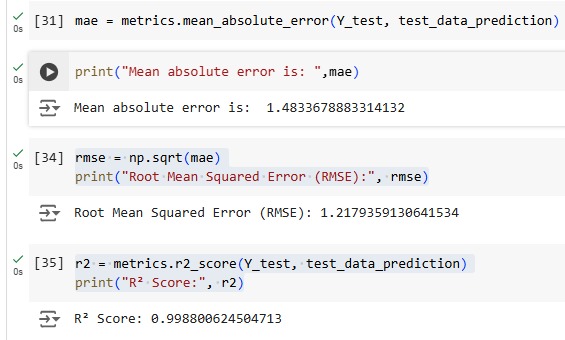 [31] mae = metrics.mean_absolute_error(Y_test, test_data_prediction)
0s
print("Mean absolute error is: ",mae)
0s
Mean absolute error is:  1.4833678883314132
[34] rmse = np.sqrt(mae)
0s
print("Root Mean Squared Error (RMSE):", rmse)
Root Mean Squared Error (RMSE): 1.2179359130641534
[35] r2 = metrics.r2_score(Y_test, test_data_prediction)
0s
print("R² Score:", r2)
R² Score: 0.998800624504713